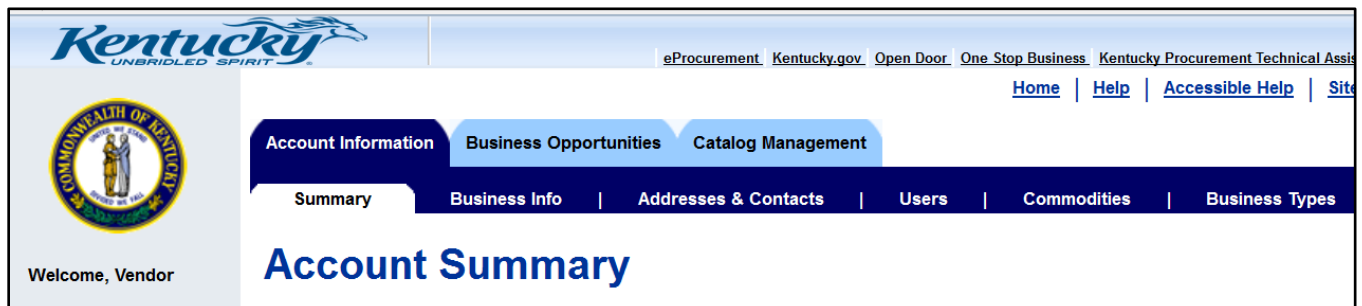 Kentucky
UNBRIDLED SPIRIT
eProcurement Kentucky.gov Open Door One Stop Business Kentucky Procurement Technical Assis
Home | Help | Accessible Help | Site
COMMONWEALTH OF KENTUCKY
UNITED WE STAND
DIVIDED WE FALL
Account Information Business Opportunities Catalog Management
Summary Business Info | Addresses & Contacts | Users | Commodities | Business Types
Welcome, Vendor
Account Summary